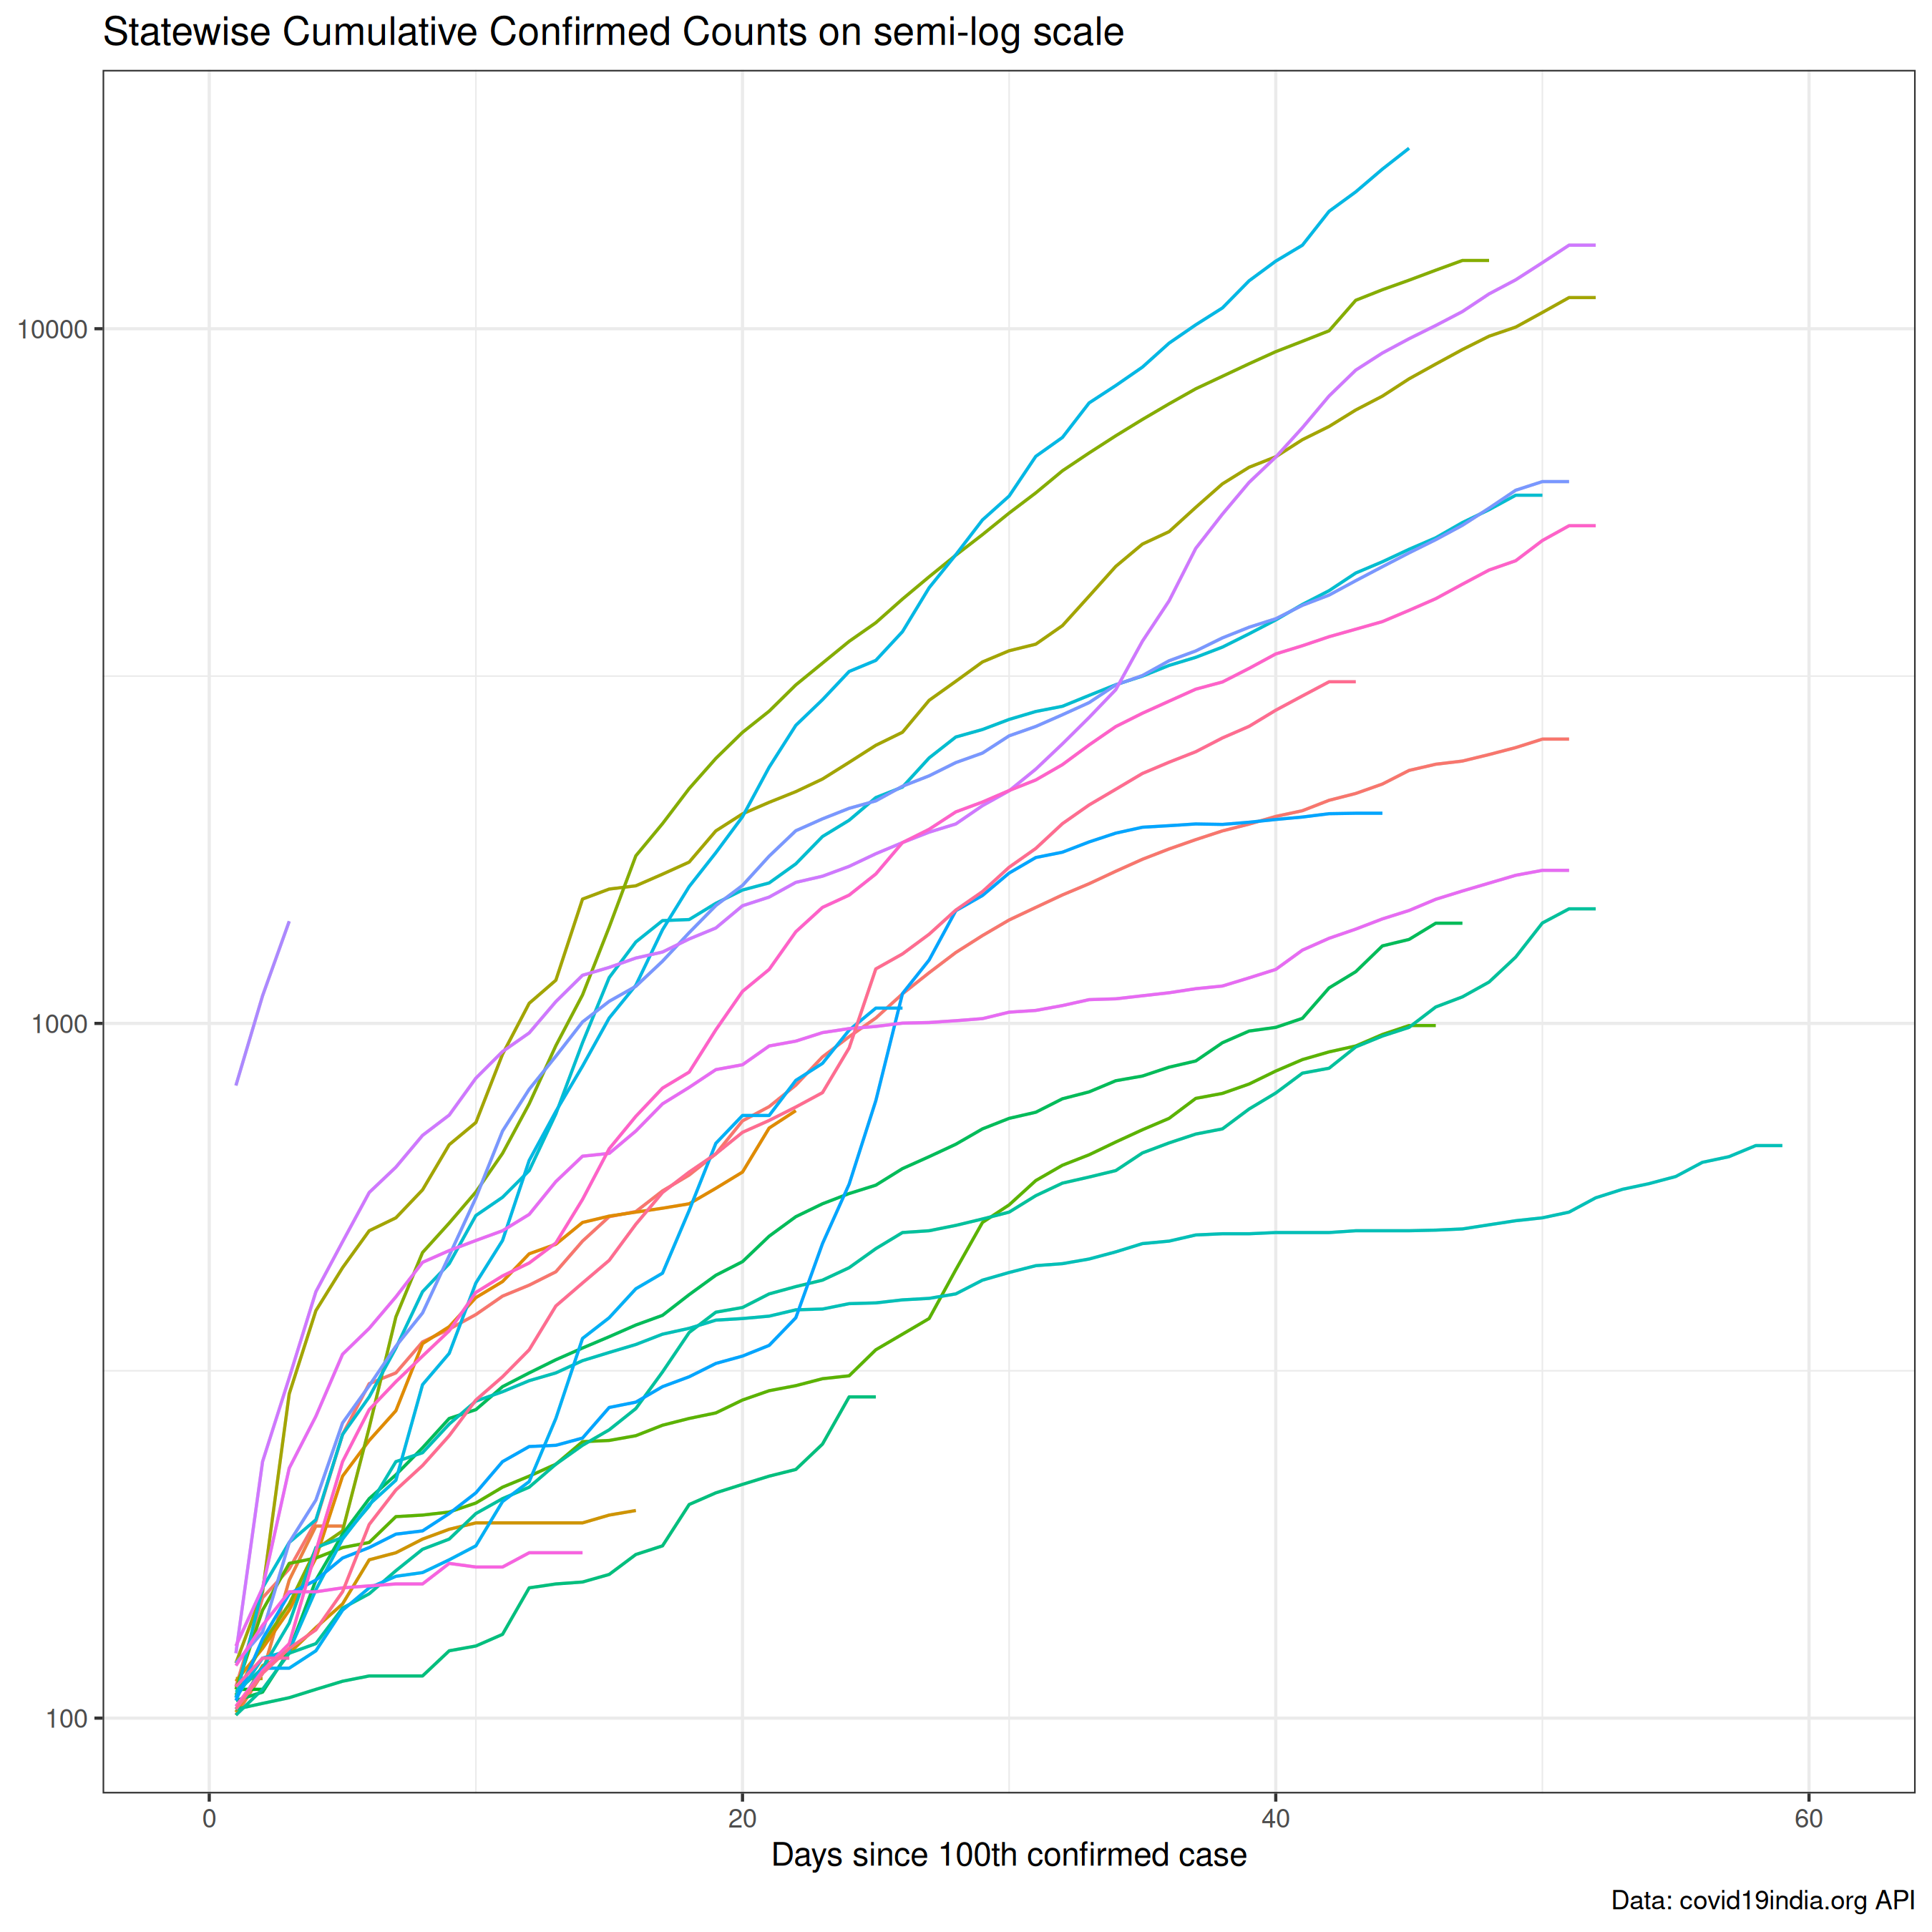 Statewise Cumulative Confirmed Counts on semi-log scale
10000
1000
100
0 20 40 60
Days since 100th confirmed case
Data: covid19india.org API